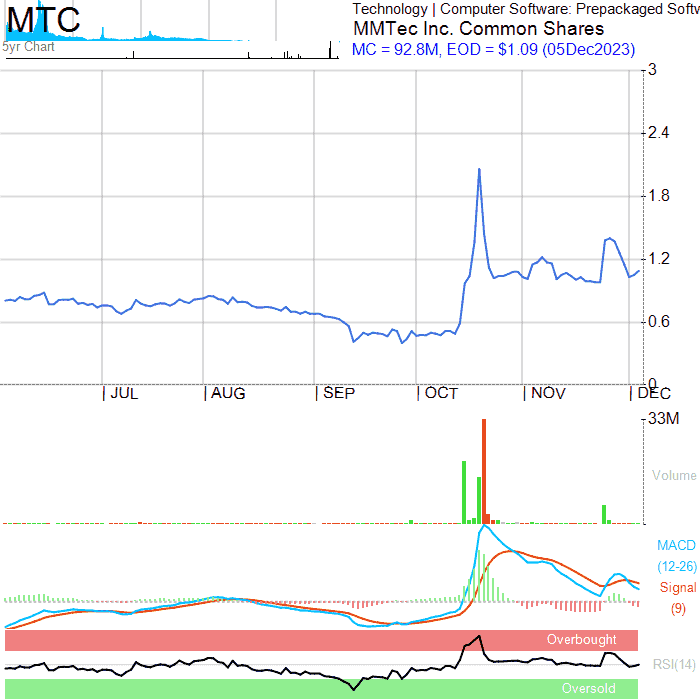 MTC
5yr Chart
Technology | Computer Software: Prepackaged Softw
MMTec Inc. Common Shares
MC = 92.8M, EOD = $1.09 (05Dec2023)
3
2.4
1.8
1.2
0.6
0
| JUL | AUG | SEP | OCT | NOV | DEC
33M
Volume
MACD
(12-26)
Signal
(9)
Overbought
RSI(14)
Oversold